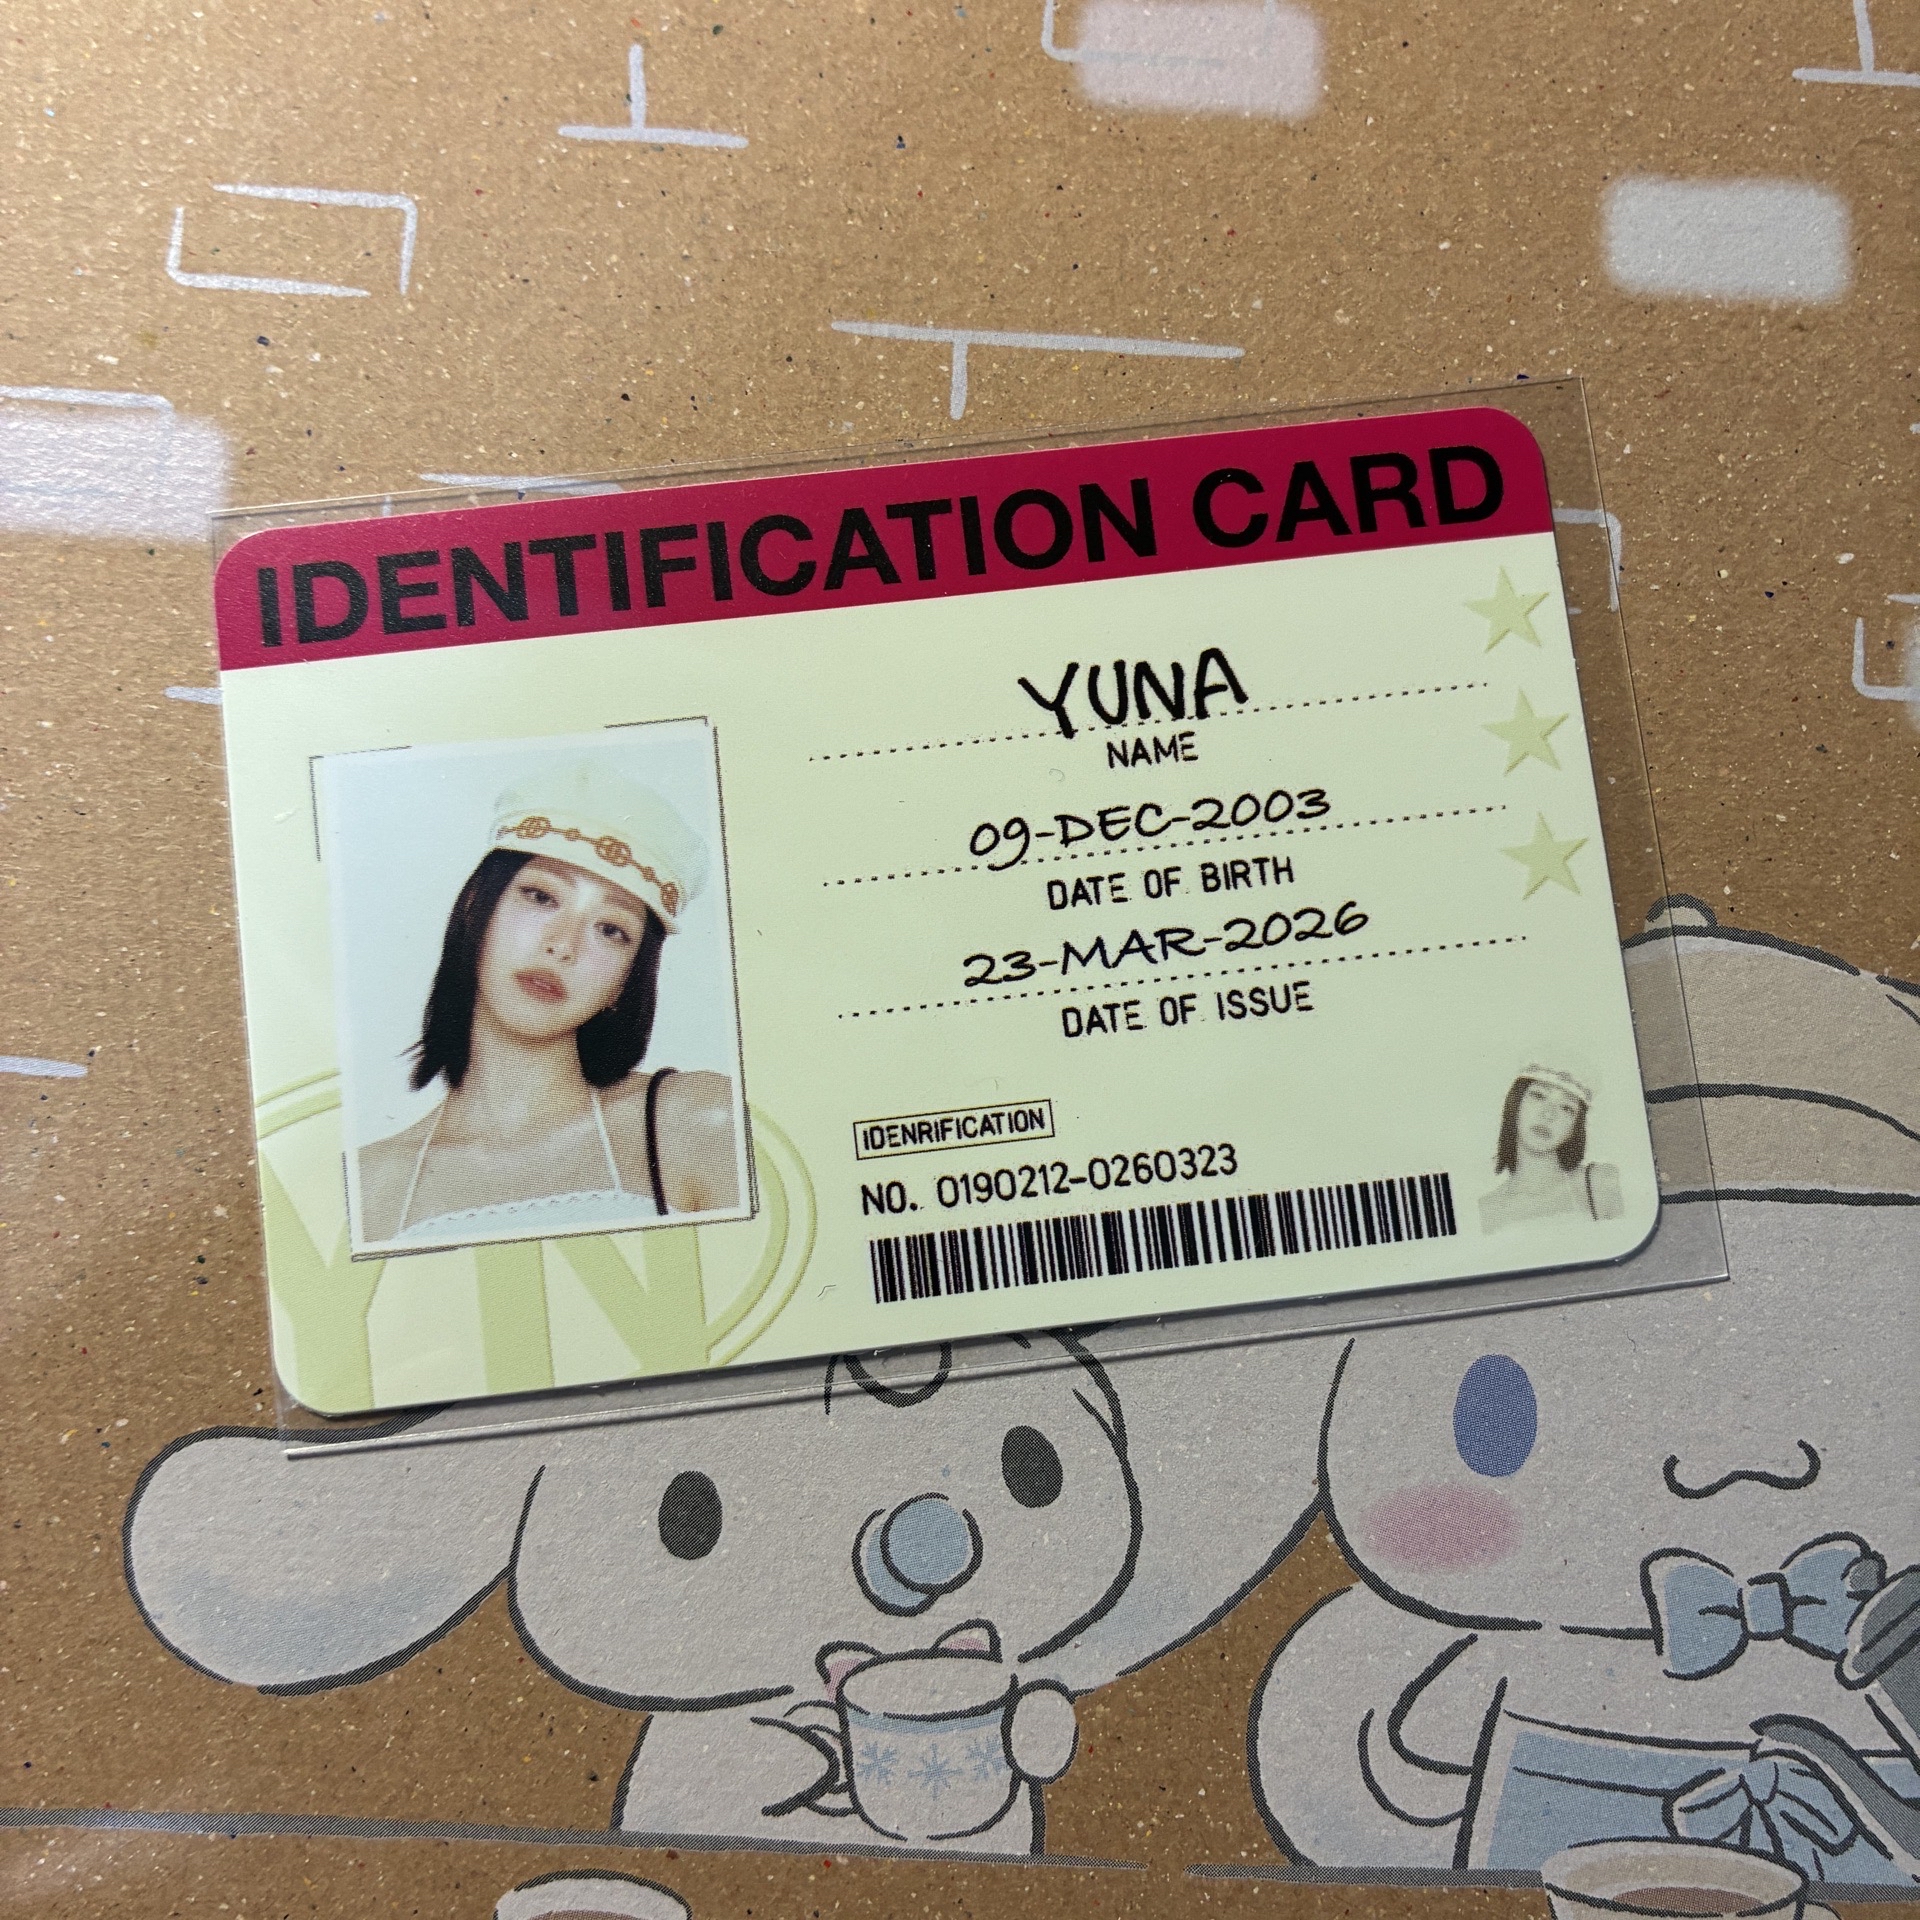 IDENTIFICATION CARD
YUNA
NAME
09-DEC-2003
DATE OF BIRTH
23-MAR-2026
DATE OF ISSUE
iDENRIFICATION
NO. 0190212-0260323
YN